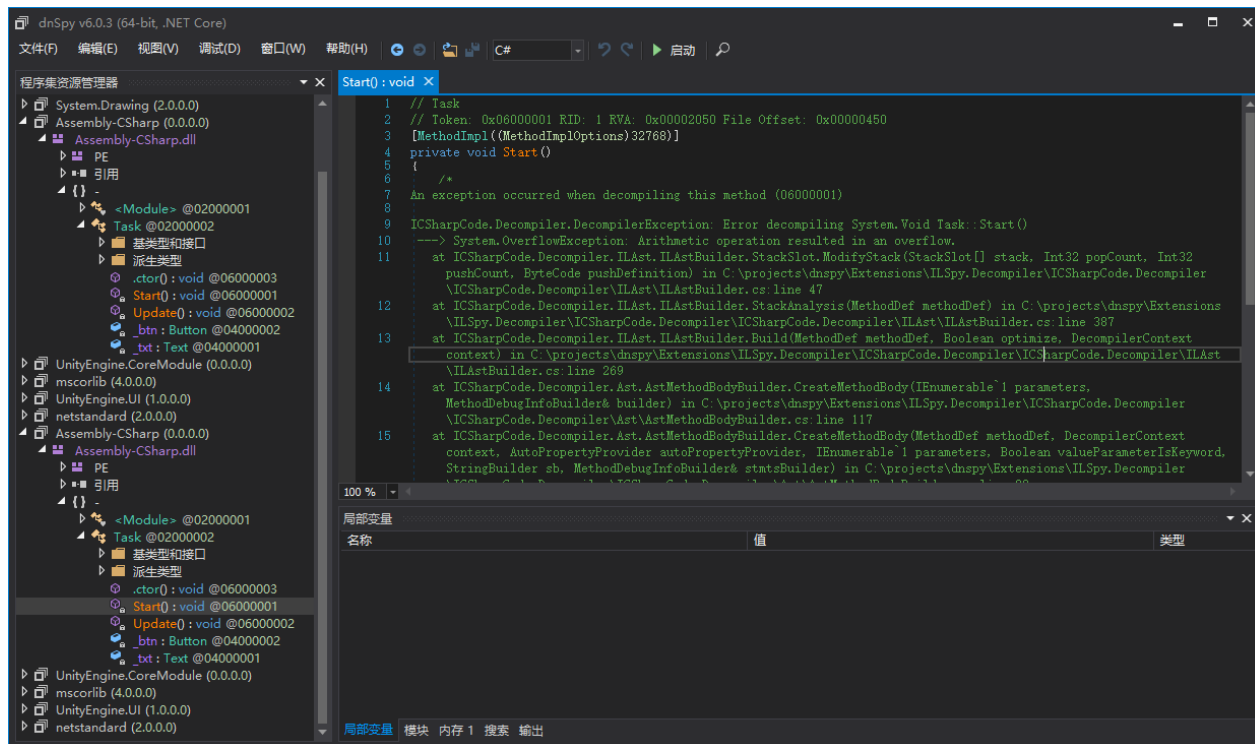 dnSpy v6.0.3 (64-bit, .NET Core)
文件(F) 编辑(E) 视图(V) 调试(D) 窗口(W) 帮助(H) C# 启动
程序集资源管理器
System.Drawing (2.0.0.0)
Assembly-CSharp (0.0.0.0)
Assembly-CSharp.dll
PE
引用
{} -
<Module> @02000001
Task @02000002
基类型和接口
派生类型
.ctor() : void @06000003
Start() : void @06000001
Update() : void @06000002
_btn : Button @04000002
_txt : Text @04000001
UnityEngine.CoreModule (0.0.0.0)
mscorlib (4.0.0.0)
UnityEngine.UI (1.0.0.0)
netstandard (2.0.0.0)
Assembly-CSharp (0.0.0.0)
Assembly-CSharp.dll
PE
引用
{} -
<Module> @02000001
Task @02000002
基类型和接口
派生类型
.ctor() : void @06000003
Start() : void @06000001
Update() : void @06000002
_btn : Button @04000002
_txt : Text @04000001
UnityEngine.CoreModule (0.0.0.0)
mscorlib (4.0.0.0)
UnityEngine.UI (1.0.0.0)
netstandard (2.0.0.0)
Start() : void
1 // Task
2 // Token: 0x06000001 RID: 1 RVA: 0x00002050 File Offset: 0x00000450
3 [MethodImpl((MethodImplOptions)32768)]
4 private void Start()
5 {
6 /*
7 An exception occurred when decompiling this method (06000001)
8
9 ICSharpCode.Decompiler.DecompilerException: Error decompiling System.Void Task::Start()
10 ---> System.OverflowException: Arithmetic operation resulted in an overflow.
11 at ICSharpCode.Decompiler.ILAst.ILAstBuilder.StackSlot.ModifyStack(StackSlot[] stack, Int32 popCount, Int32
pushCount, ByteCode pushDefinition) in C:\projects\dnspy\Extensions\ILSpy.Decompiler\ICSharpCode.Decompiler
\ICSharpCode.Decompiler\ILAst\ILAstBuilder.cs:line 47
12 at ICSharpCode.Decompiler.ILAst.ILAstBuilder.StackAnalysis(MethodDef methodDef) in C:\projects\dnspy\Extensions
\ILSpy.Decompiler\ICSharpCode.Decompiler\ICSharpCode.Decompiler\ILAst\ILAstBuilder.cs:line 387
13 at ICSharpCode.Decompiler.ILAst.ILAstBuilder.Build(MethodDef methodDef, Boolean optimize, DecompilerContext
context) in C:\projects\dnspy\Extensions\ILSpy.Decompiler\ICSharpCode.Decompiler\ICSharpCode.Decompiler\ILAst
\ILAstBuilder.cs:line 269
14 at ICSharpCode.Decompiler.Ast.AstMethodBodyBuilder.CreateMethodBody(IEnumerable`1 parameters,
MethodDebugInfoBuilder& builder) in C:\projects\dnspy\Extensions\ILSpy.Decompiler\ICSharpCode.Decompiler
\ICSharpCode.Decompiler\Ast\AstMethodBodyBuilder.cs:line 117
15 at ICSharpCode.Decompiler.Ast.AstMethodBodyBuilder.CreateMethodBody(MethodDef methodDef, DecompilerContext
context, AutoPropertyProvider autoPropertyProvider, IEnumerable`1 parameters, Boolean valueParameterIsKeyword,
StringBuilder sb, MethodDebugInfoBuilder& stmtsBuilder) in C:\projects\dnspy\Extensions\ILSpy.Decompiler
100 %
局部变量
名称 值 类型
局部变量 模块 内存 1 搜索 输出